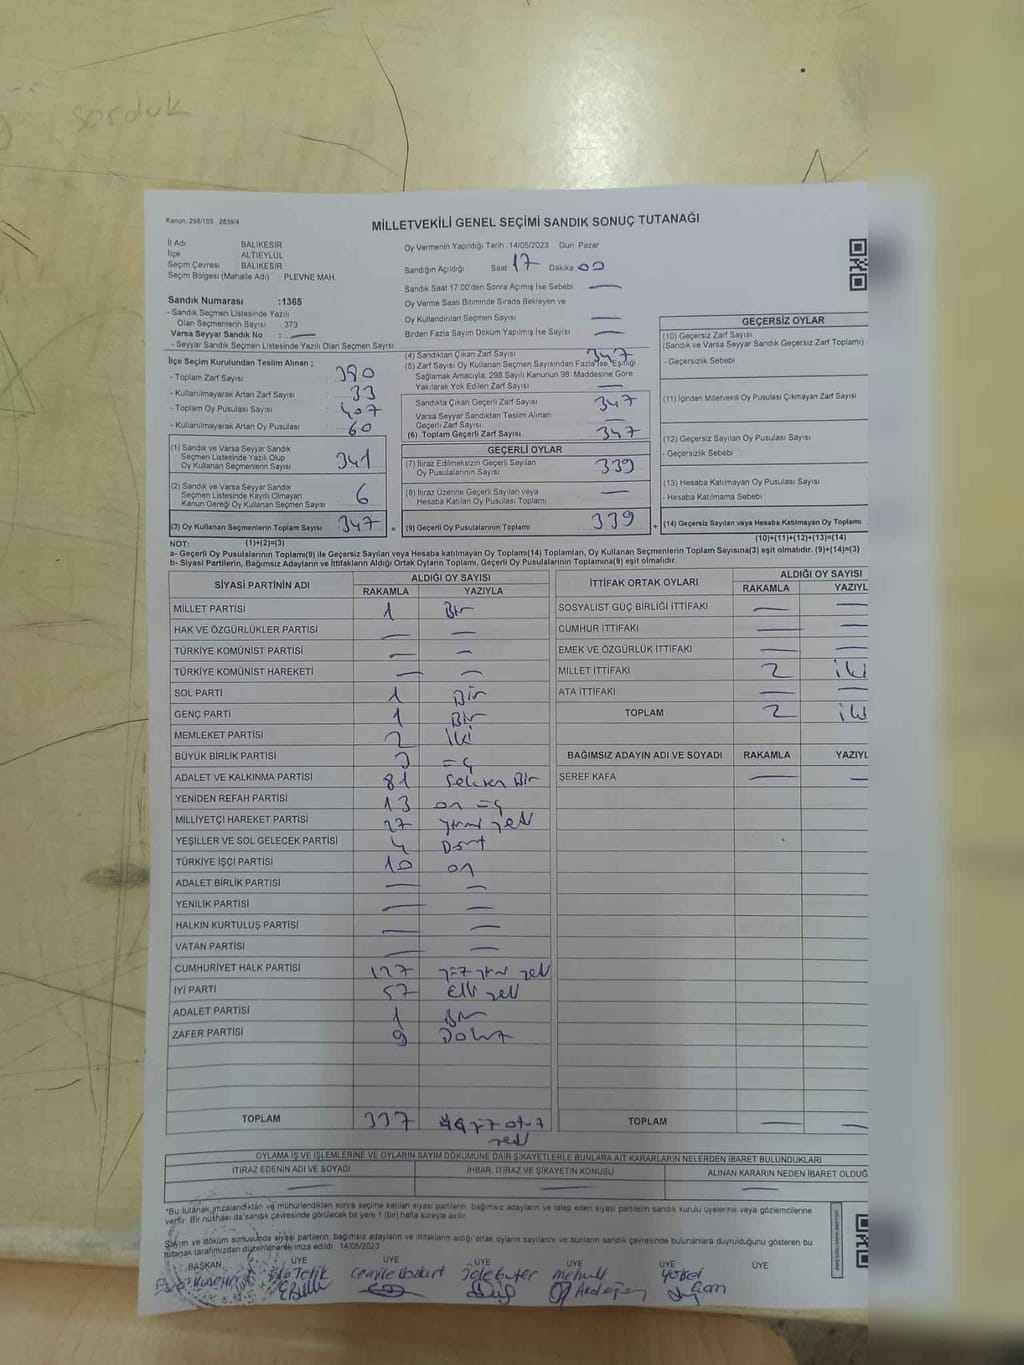 sorduk
Kanun, 298/105 , 2839/4
MİLLETVEKİLİ GENEL SEÇİMİ SANDIK SONUÇ TUTANAĞI
İl Adı BALIKESİR
İlçe ALTIEYLÜL
Seçim Çevresi BALIKESİR
Seçim Bölgesi (Mahalle Adı) : PLEVNE MAH.
Oy Vermenin Yapıldığı Tarih :14/05/2023 Gün Pazar
Sandığın Açıldığı Saat 17 Dakika 00
Sandık Saat 17.00'den Sonra Açımış İse Sebebi —
Oy Verme Saati Bitiminde Sırada Bekleyen ve
Oy Kullandırılan Seçmen Sayısı —
Birden Fazla Sayım Döküm Yapılmış İse Sayısı —
Sandık Numarası :1365
- Sandık Seçmen Listesinde Yazılı
Olan Seçmenlerin Sayısı : 373
Varsa Seyyar Sandık No : —
- Seyyar Sandık Seçmen Listesinde Yazılı Olan Seçmen Sayısı
İlçe Seçim Kurulundan Teslim Alınan ;
- Toplam Zarf Sayısı : 380
- Kullanılmayarak Artan Zarf Sayısı : 33
- Toplam Oy Pusulası Sayısı : 407
- Kullanılmayarak Artan Oy Pusulası : 60
(1) Sandık ve Varsa Seyyar Sandık
Seçmen Listesinde Yazılı Olup
Oy Kullanan Seçmenlerin Sayısı 341
(2) Sandık ve Varsa Seyyar Sandık
Seçmen Listesinde Kayıtlı Olmayan
Kanun Gereği Oy Kullanan Seçmen Sayısı 6
(3) Oy Kullanan Seçmenlerin Toplam Sayısı 347 =
(1)+(2)=(3)
(4) Sandıktan Çıkan Zarf Sayısı 347
(5) Zarf Sayısı Oy Kullanan Seçmen Sayısından Fazla İse, Eşitliği
Sağlamak Amacıyla; 298 Sayılı Kanunun 98. Maddesine Göre
Yakılarak Yok Edilen Zarf Sayısı —
Sandıkta Çıkan Geçerli Zarf Sayısı 347
Varsa Seyyar Sandıktan Teslim Alınan
Geçerli Zarf Sayısı
(6) Toplam Geçerli Zarf Sayısı 347
GEÇERLİ OYLAR
(7) İtiraz Edilmeksizin Geçerli Sayılan
Oy Pusulalarının Sayısı 339
(8) İtiraz Üzerine Geçerli Sayılan veya
Hesaba Katılan Oy Pusulası Toplamı —
(9) Geçerli Oy Pusulalarının Toplamı 339 +
GEÇERSİZ OYLAR
(10) Geçersiz Zarf Sayısı
(Sandık ve Varsa Seyyar Sandık Geçersiz Zarf Toplamı)
- Geçersizlik Sebebi
(11) İçinden Milletvekili Oy Pusulası Çıkmayan Zarf Sayısı
(12) Geçersiz Sayılan Oy Pusulası Sayısı
- Geçersizlik Sebebi
(13) Hesaba Katılmayan Oy Pusulası Sayısı
- Hesaba Katılmama Sebebi :
(14) Geçersiz Sayılan veya Hesaba Katılmayan Oy Toplamı
(10)+(11)+(12)+(13)=(14)
NOT:
a- Geçerli Oy Pusulalarının Toplamı(9) ile Geçersiz Sayılan veya Hesaba katılmayan Oy Toplamı(14) Toplamları, Oy Kullanan Seçmenlerin Toplam Sayısına(3) eşit olmalıdır. (9)+(14)=(3)
b- Siyasi Partilerin, Bağımsız Adayların ve İttifakların Aldığı Ortak Oyların Toplamı, Geçerli Oy Pusulalarının Toplamına(9) eşit olmalıdır.
SİYASİ PARTİNİN ADI ALDIĞI OY SAYISI
RAKAMLA YAZIYLA
MİLLET PARTİSİ 1 Bir
HAK VE ÖZGÜRLÜKLER PARTİSİ — —
TÜRKİYE KOMÜNİST PARTİSİ — —
TÜRKİYE KOMÜNİST HAREKETİ — —
SOL PARTİ 1 Bir
GENÇ PARTİ 1 Bir
MEMLEKET PARTİSİ 2 İki
BÜYÜK BİRLİK PARTİSİ 3 üç
ADALET VE KALKINMA PARTİSİ 81 Seksen Bir
YENİDEN REFAH PARTİSİ 13 on üç
MİLLİYETÇİ HAREKET PARTİSİ 27 yirmi yedi
YEŞİLLER VE SOL GELECEK PARTİSİ 4 Dört
TÜRKİYE İŞÇİ PARTİSİ 10 on
ADALET BİRLİK PARTİSİ — —
YENİLİK PARTİSİ — —
HALKIN KURTULUŞ PARTİSİ — —
VATAN PARTİSİ — —
CUMHURİYET HALK PARTİSİ 127 yüz yirmi yedi
İYİ PARTİ 57 Elli yedi
ADALET PARTİSİ 1 Bir
ZAFER PARTİSİ 9 Dokuz
TOPLAM 337 üç yüz otuz
yedi
İTTİFAK ORTAK OYLARI ALDIĞI OY SAYISI
RAKAMLA YAZIYL
SOSYALİST GÜÇ BİRLİĞİ İTTİFAKI — —
CUMHUR İTTİFAKI — —
EMEK VE ÖZGÜRLÜK İTTİFAKI — —
MİLLET İTTİFAKI 2 iki
ATA İTTİFAKI — —
TOPLAM 2 iki
BAĞIMSIZ ADAYIN ADI VE SOYADI RAKAMLA YAZIYL
ŞEREF KAFA — —
TOPLAM — —
OYLAMA İŞ VE İŞLEMLERİNE VE OYLARIN SAYIM DÖKÜMÜNE DAİR ŞİKAYETLERLE BUNLARA AİT KARARLARIN NELERDEN İBARET BULUNDUKLARI
İTİRAZ EDENİN ADI VE SOYADI İHBAR, İTİRAZ VE ŞİKAYETİN KONUSU ALINAN KARARIN NEDEN İBARET OLDUĞ
— — —
*Bu tutanak imzalandıktan ve mühürlendikten sonra seçime katılan siyasi partilerin, bağımsız adayların ve talep eden siyasi partilerin sandık kurulu üyelerine veya gözlemcilerine
verilir. Bir nüshası da sandık çevresinde görülecek bir yere 1 (bir) hafta süreyle asılır.
Sayım ve döküm sonucunda siyasi partilerin, bağımsız adayların ve ittifakların aldığı ortak oyların sayılarını ve bunların sandık çevresinde bulunanlara duyrulduğunu gösteren bu
tutanak tarafımızdan düzenlenerek imza edildi. 14/05/2023
BAŞKAN ÜYE ÜYE ÜYE ÜYE ÜYE ÜYE
Cemile Bozkurt Jale Mehmet Yücel
Can